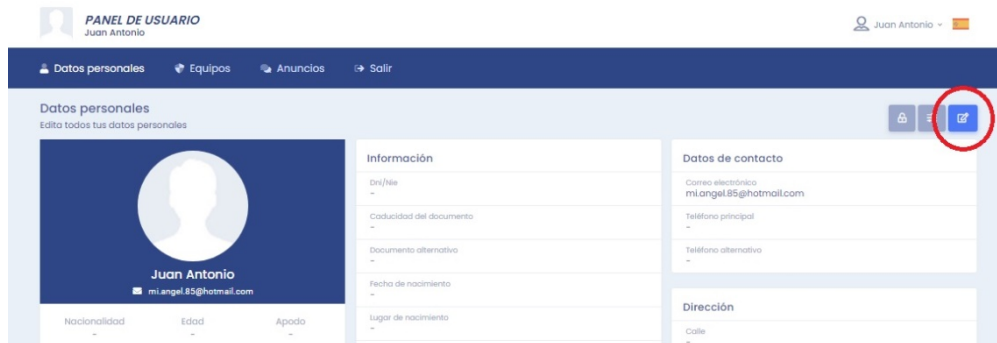 PANEL DE USUARIO
Juan Antonio
Juan Antonio
Datos personales
Equipos
Anuncios
Salir
Datos personales
Edita todos tus datos personales
Juan Antonio
mi.angel.85@hotmail.com
Nacionalidad
Edad
Apodo
-
-
-
Información
Dni/Nie
-
Caducidad del documento
-
Documento alternativo
-
Fecha de nacimiento
-
Lugar de nacimiento
-
Datos de contacto
Correo electrónico
mi.angel.85@hotmail.com
Teléfono principal
-
Teléfono alternativo
-
Dirección
Calle
-